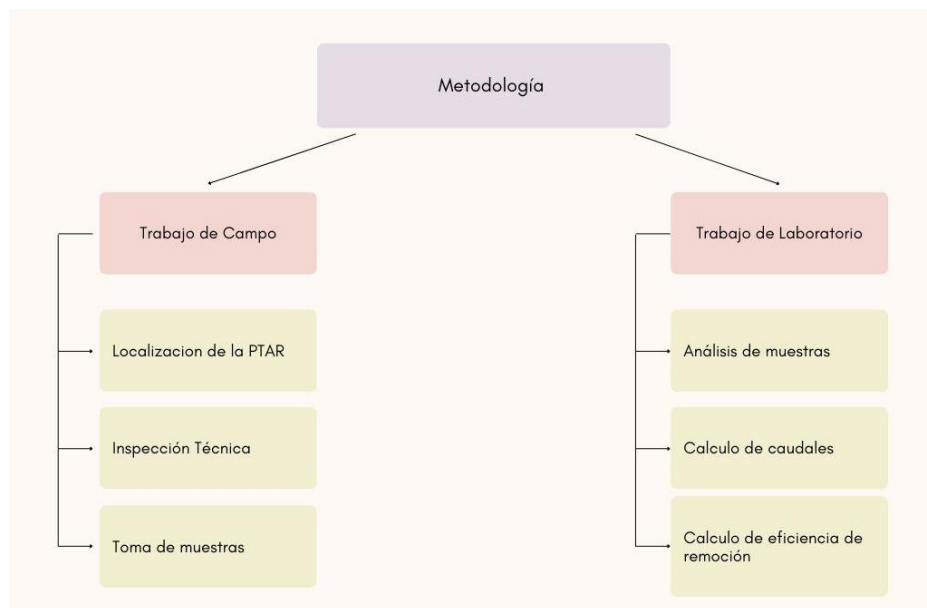 Metodología
Trabajo de Campo
Localizacion de la PTAR
Inspección Técnica
Toma de muestras
Trabajo de Laboratorio
Análisis de muestras
Calculo de caudales
Calculo de eficiencia de
remoción